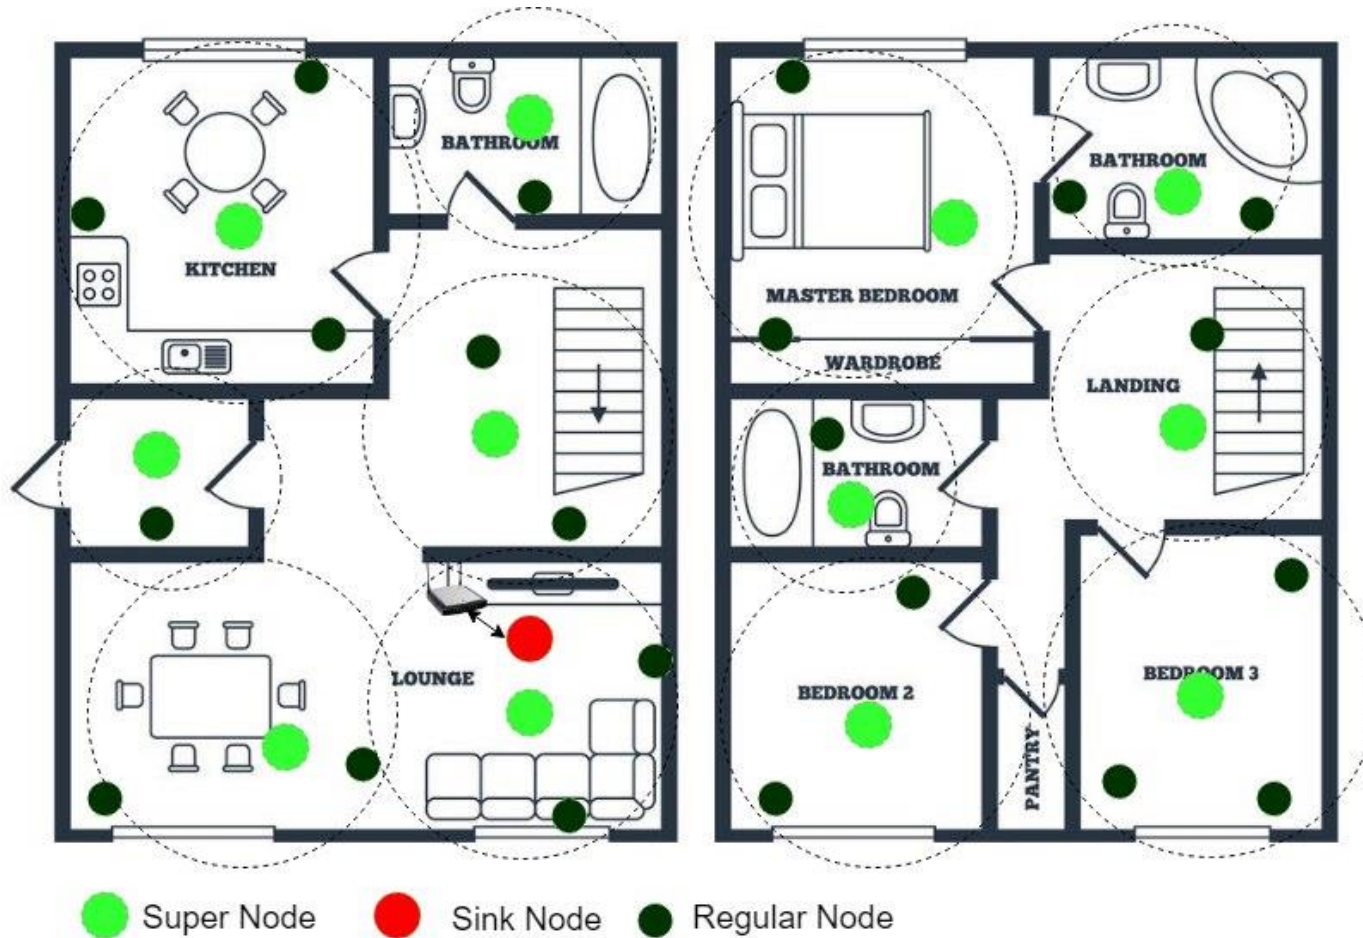 BATHROOM
KITCHEN
LOUNGE
BATHROOM
MASTER BEDROOM
WARDROBE
LANDING
BATHROOM
BEDROOM 2
BEDROOM 3
PANTRY
Super Node
Sink Node
Regular Node